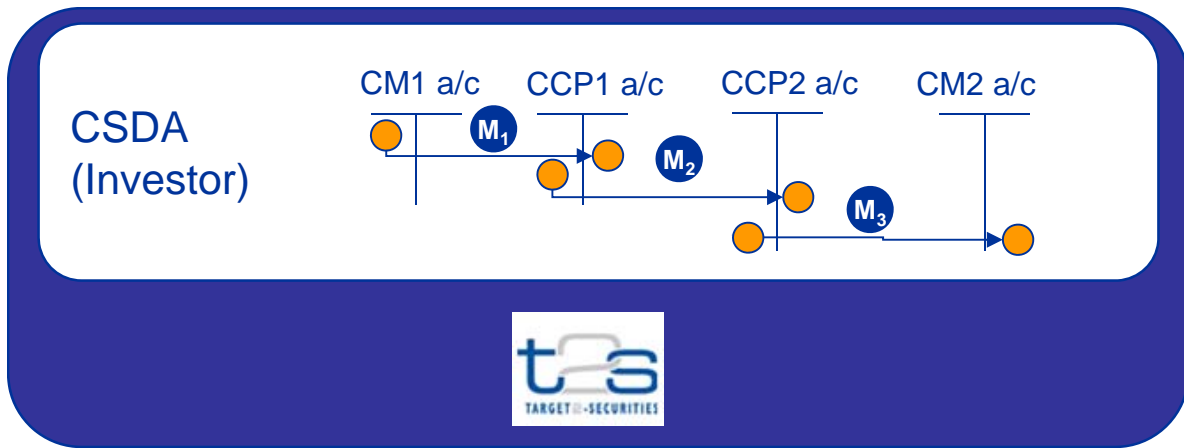 CM1 a/c CCP1 a/c CCP2 a/c CM2 a/c
CSDA
(Investor)
M₁
M₂
M₃
t2s
TARGET2-SECURITIES